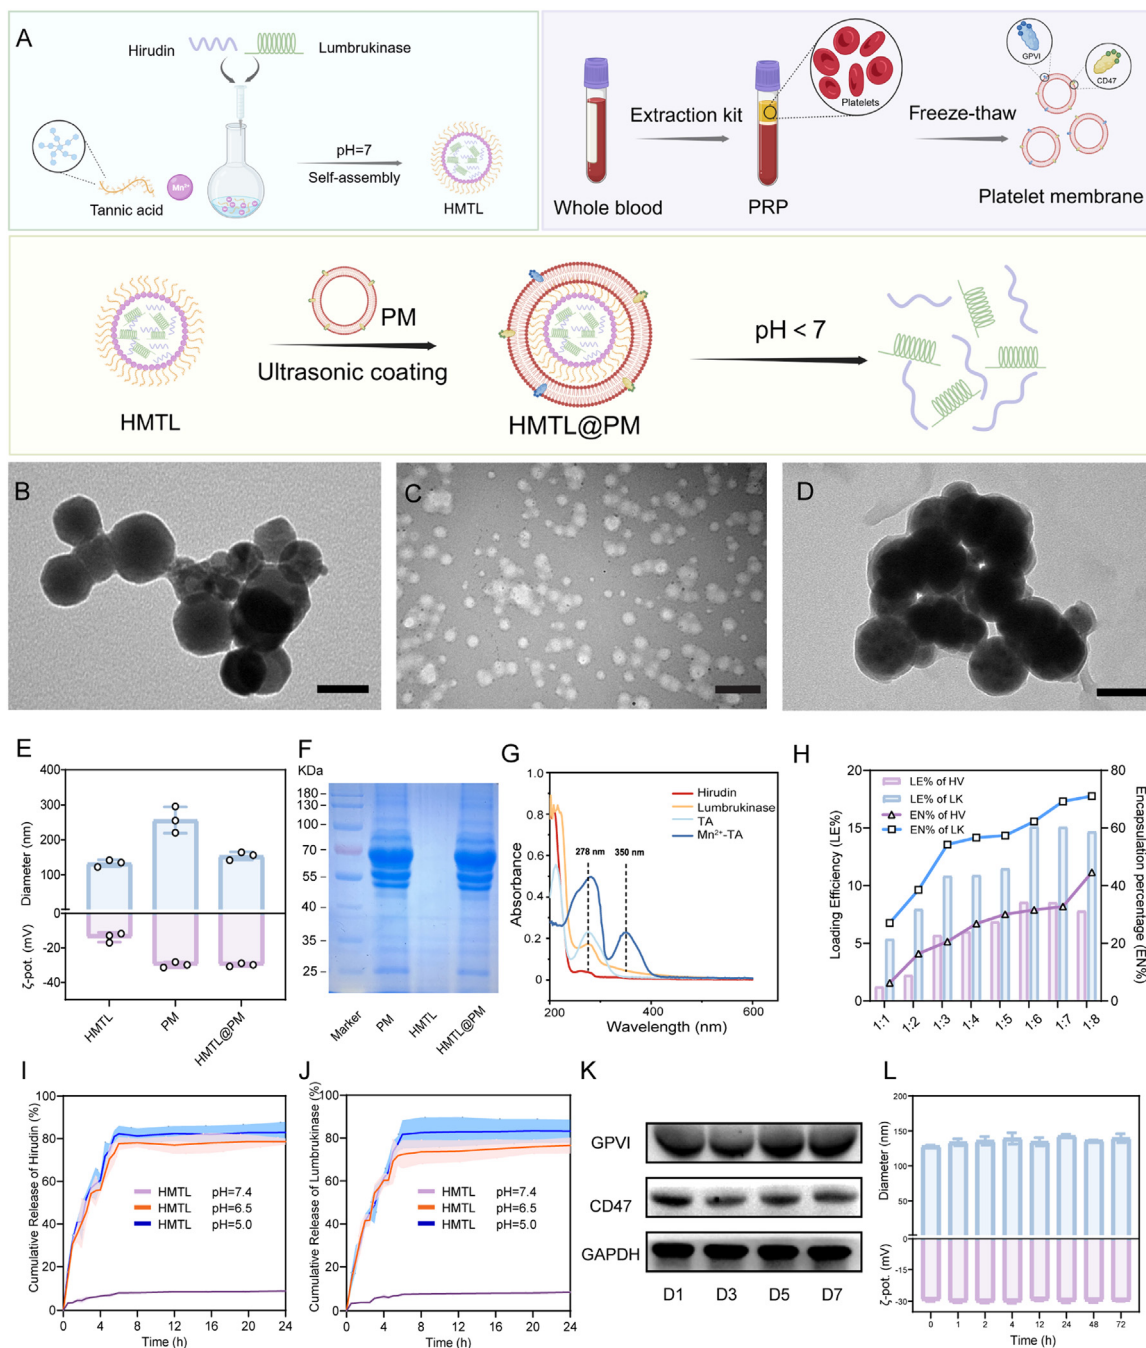 A
Hirudin
Lumbrukinase
Tannic acid
Mn²⁺
pH=7
Self-assembly
HMTL
Whole blood
Extraction kit
PRP
Platelets
Freeze-thaw
GPVI
CD47
Platelet membrane
HMTL
PM
Ultrasonic coating
HMTL@PM
pH < 7
B
C
D
E
Diameter (nm)
400
300
200
100
0
-20
-40
ζ-pot. (mV)
HMTL
PM
HMTL@PM
F
KDa
180
130
100
70
55
40
35
25
Marker
PM
HMTL
HMTL@PM
G
Absorbance
1.0
0.8
0.6
0.4
0.2
0
Hirudin
Lumbrukinase
TA
Mn²⁺-TA
278 nm
350 nm
200
400
600
Wavelength (nm)
H
Loading Efficiency (LE%)
20
15
10
5
0
LE% of HV
LE% of LK
EN% of HV
EN% of LK
80
60
40
20
0
Encapsulation percentage (EN%)
1:1
1:2
1:3
1:4
1:5
1:6
1:7
1:8
I
Cumulative Release of Hirudin (%)
100
80
60
40
20
0
HMTL pH=7.4
HMTL pH=6.5
HMTL pH=5.0
0 4 8 12 16 20 24
Time (h)
J
Cumulative Release of Lumbrukinase (%)
100
80
60
40
20
0
HMTL pH=7.4
HMTL pH=6.5
HMTL pH=5.0
0 4 8 12 16 20 24
Time (h)
K
GPVI
CD47
GAPDH
D1 D3 D5 D7
L
Diameter (nm)
200
150
100
50
0
-15
-30
ζ-pot. (mV)
0 1 2 4 12 24 48 72
Time (h)